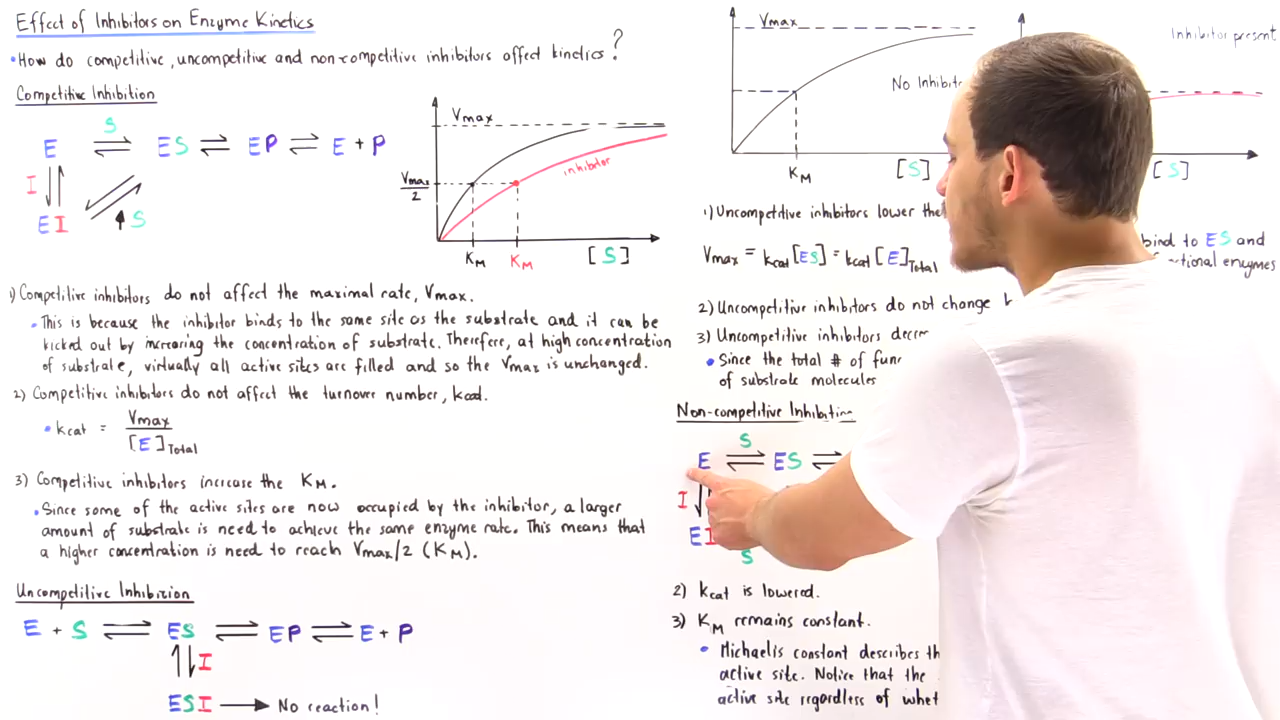 Effect of Inhibitors on Enzyme Kinetics
• How do competitive, uncompetitive and non-competitive inhibitors affect kinetics?
Competitive Inhibition
S
E ⇌ ES ⇌ EP ⇌ E + P
I
EI
S
Vmax
Vmax/2
inhibitor
KM
KM
[S]
1) Competitive inhibitors do not affect the maximal rate, Vmax.
• This is because the inhibitor binds to the same site as the substrate and it can be
kicked out by increasing the concentration of substrate. Therefore, at high concentration
of substrate, virtually all active sites are filled and so the Vmax is unchanged.
2) Competitive inhibitors do not affect the turnover number, kcat.
• kcat = Vmax / [E]Total
3) Competitive inhibitors increase the KM.
• Since some of the active sites are now occupied by the inhibitor, a larger
amount of substrate is need to achieve the same enzyme rate. This means that
a higher concentration is need to reach Vmax/2 (KM).
Uncompetitive Inhibition
E + S ⇌ ES ⇌ EP ⇌ E + P
I
ESI → No reaction!
Vmax
No
KM
[S]
Inhibitor present
[S]
1) Uncompetitive inhibitors lower the
bind to ES and
Vmax = kcat [ES] = kcat [E]Total
enzymes
2) Uncompetitive inhibitors do not change
3) Uncompetitive inhibitors
• Since the total # of
of substrate molecules
Non-competitive Inhibition
S
E ⇌ ES ⇌
I
EI
S
2) kcat is lowered.
3) KM remains constant.
• Michaelis constant describes
active site. Notice that the
active site regardless of